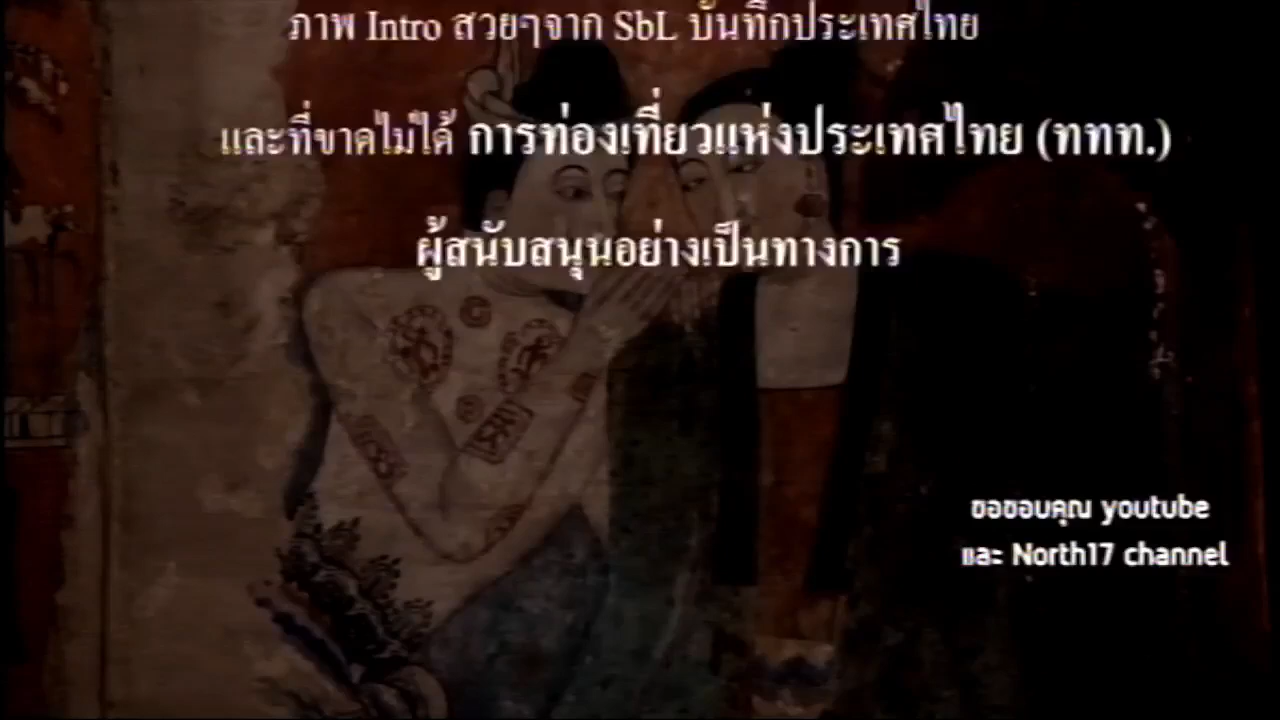 ภาพ Intro สวยๆจาก SbL บันทึกประเทศไทย
และที่ขาดไม่ได้ การท่องเที่ยวแห่งประเทศไทย (ททท.)
ผู้สนับสนุนอย่างเป็นทางการ
ขอขอบคุณ youtube
และ North17 channel